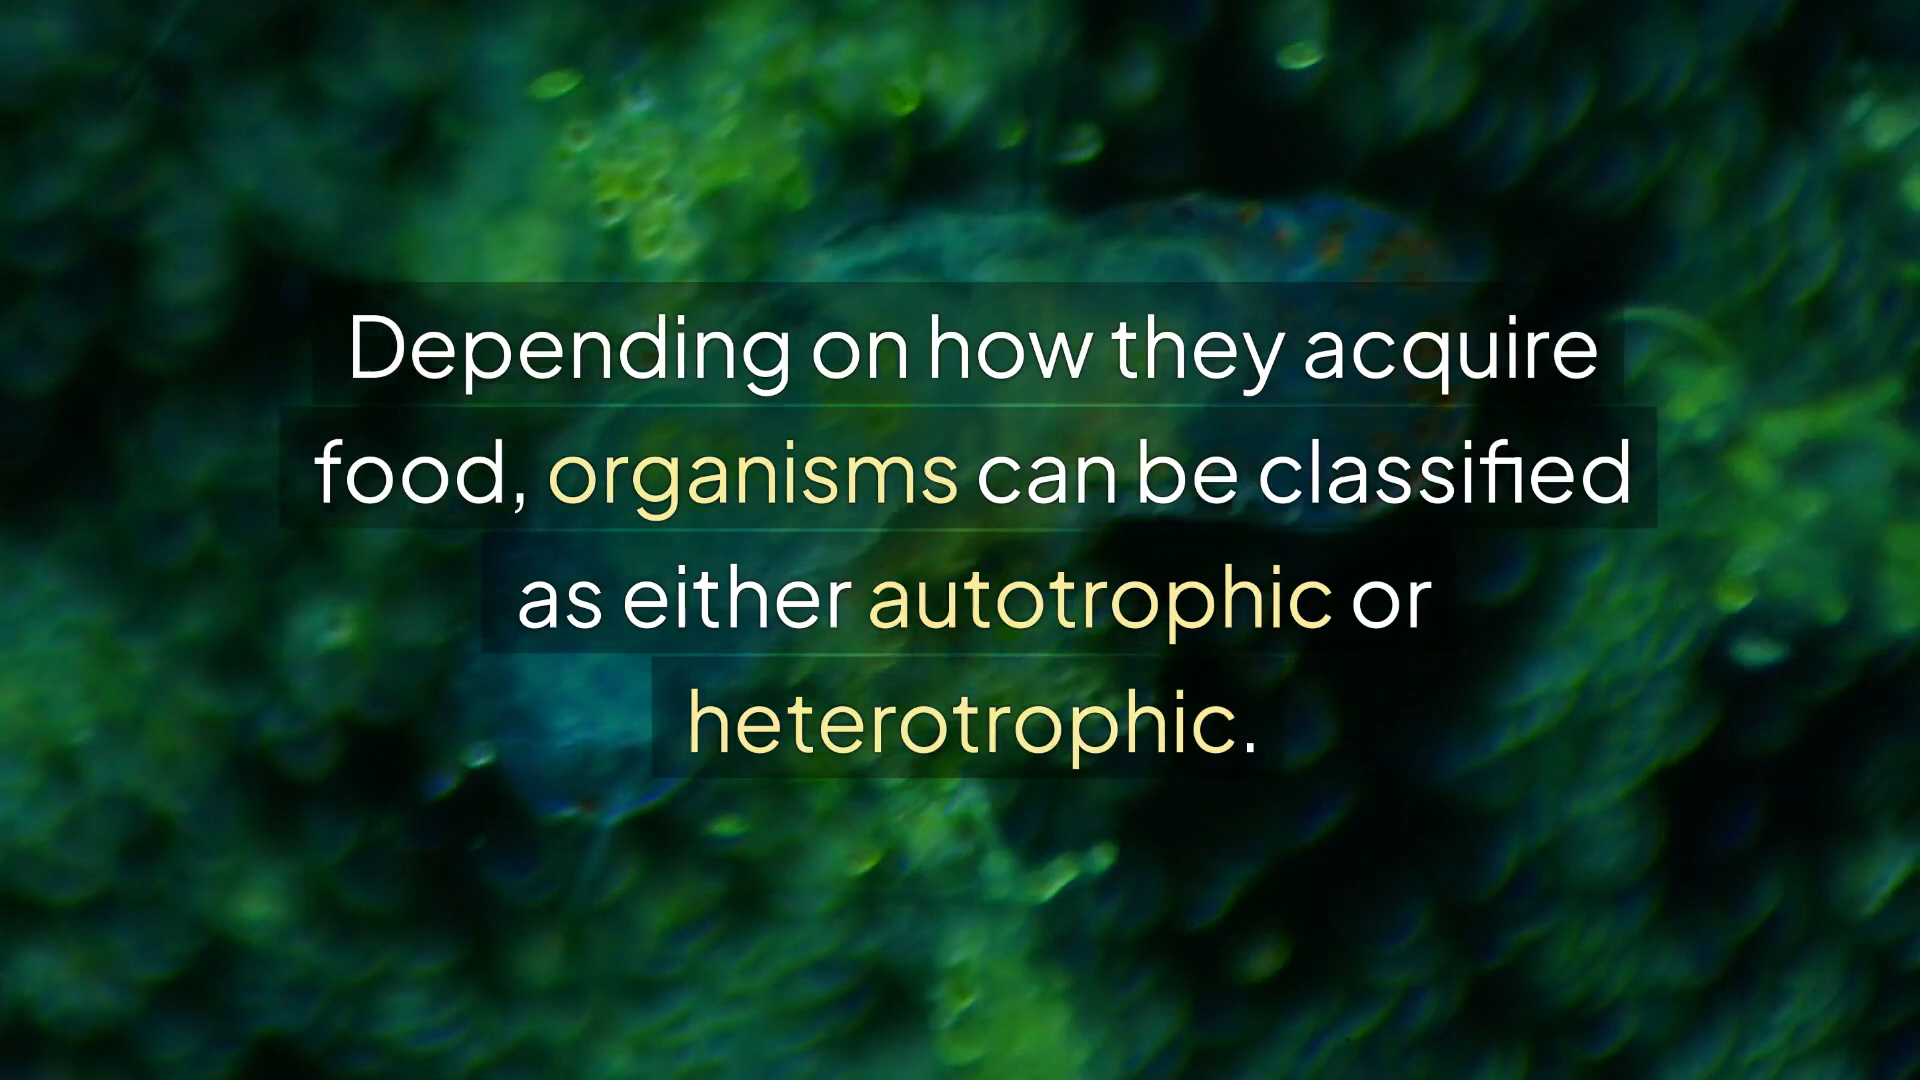 Depending on how they acquire
food, organisms can be classified
as either autotrophic or
heterotrophic.